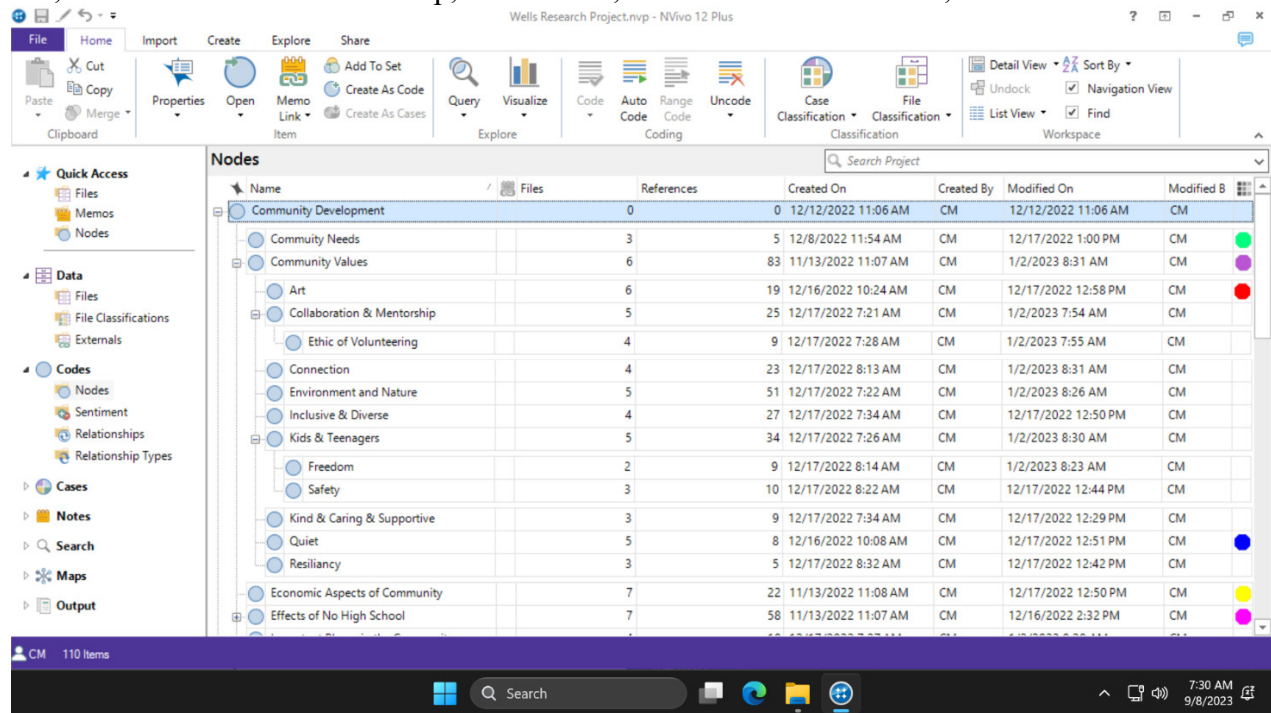 Wells Research Project.nvp - NVivo 12 Plus
File Home Import Create Explore Share
Paste
Cut
Copy
Merge
Clipboard
Properties
Open
Memo Link
Add To Set
Create As Code
Create As Cases
Item
Query
Visualize
Explore
Code
Auto Code
Range Code
Uncode
Coding
Case Classification
File Classification
Classification
Detail View
Sort By
Undock
Navigation View
List View
Find
Workspace
Quick Access
Files
Memos
Nodes
Data
Files
File Classifications
Externals
Codes
Nodes
Sentiment
Relationships
Relationship Types
Cases
Notes
Search
Maps
Output
Nodes
Search Project
Name Files References Created On Created By Modified On Modified B
Community Development 0 0 12/12/2022 11:06 AM CM 12/12/2022 11:06 AM CM
Commuity Needs 3 5 12/8/2022 11:54 AM CM 12/17/2022 1:00 PM CM
Community Values 6 83 11/13/2022 11:07 AM CM 1/2/2023 8:31 AM CM
Art 6 19 12/16/2022 10:24 AM CM 12/17/2022 12:58 PM CM
Collaboration & Mentorship 5 25 12/17/2022 7:21 AM CM 1/2/2023 7:54 AM CM
Ethic of Volunteering 4 9 12/17/2022 7:28 AM CM 1/2/2023 7:55 AM CM
Connection 4 23 12/17/2022 8:13 AM CM 1/2/2023 8:31 AM CM
Environment and Nature 5 51 12/17/2022 7:22 AM CM 1/2/2023 8:26 AM CM
Inclusive & Diverse 4 27 12/17/2022 7:34 AM CM 12/17/2022 12:50 PM CM
Kids & Teenagers 5 34 12/17/2022 7:26 AM CM 1/2/2023 8:30 AM CM
Freedom 2 9 12/17/2022 8:14 AM CM 1/2/2023 8:23 AM CM
Safety 3 10 12/17/2022 8:22 AM CM 12/17/2022 12:44 PM CM
Kind & Caring & Supportive 3 9 12/17/2022 7:34 AM CM 12/17/2022 12:29 PM CM
Quiet 5 8 12/16/2022 10:08 AM CM 12/17/2022 12:51 PM CM
Resiliancy 3 5 12/17/2022 8:32 AM CM 12/17/2022 12:42 PM CM
Economic Aspects of Community 7 22 11/13/2022 11:08 AM CM 12/17/2022 12:50 PM CM
Effects of No High School 7 58 11/13/2022 11:07 AM CM 12/16/2022 2:32 PM CM
CM 110 Items
Search
7:30 AM
9/8/2023